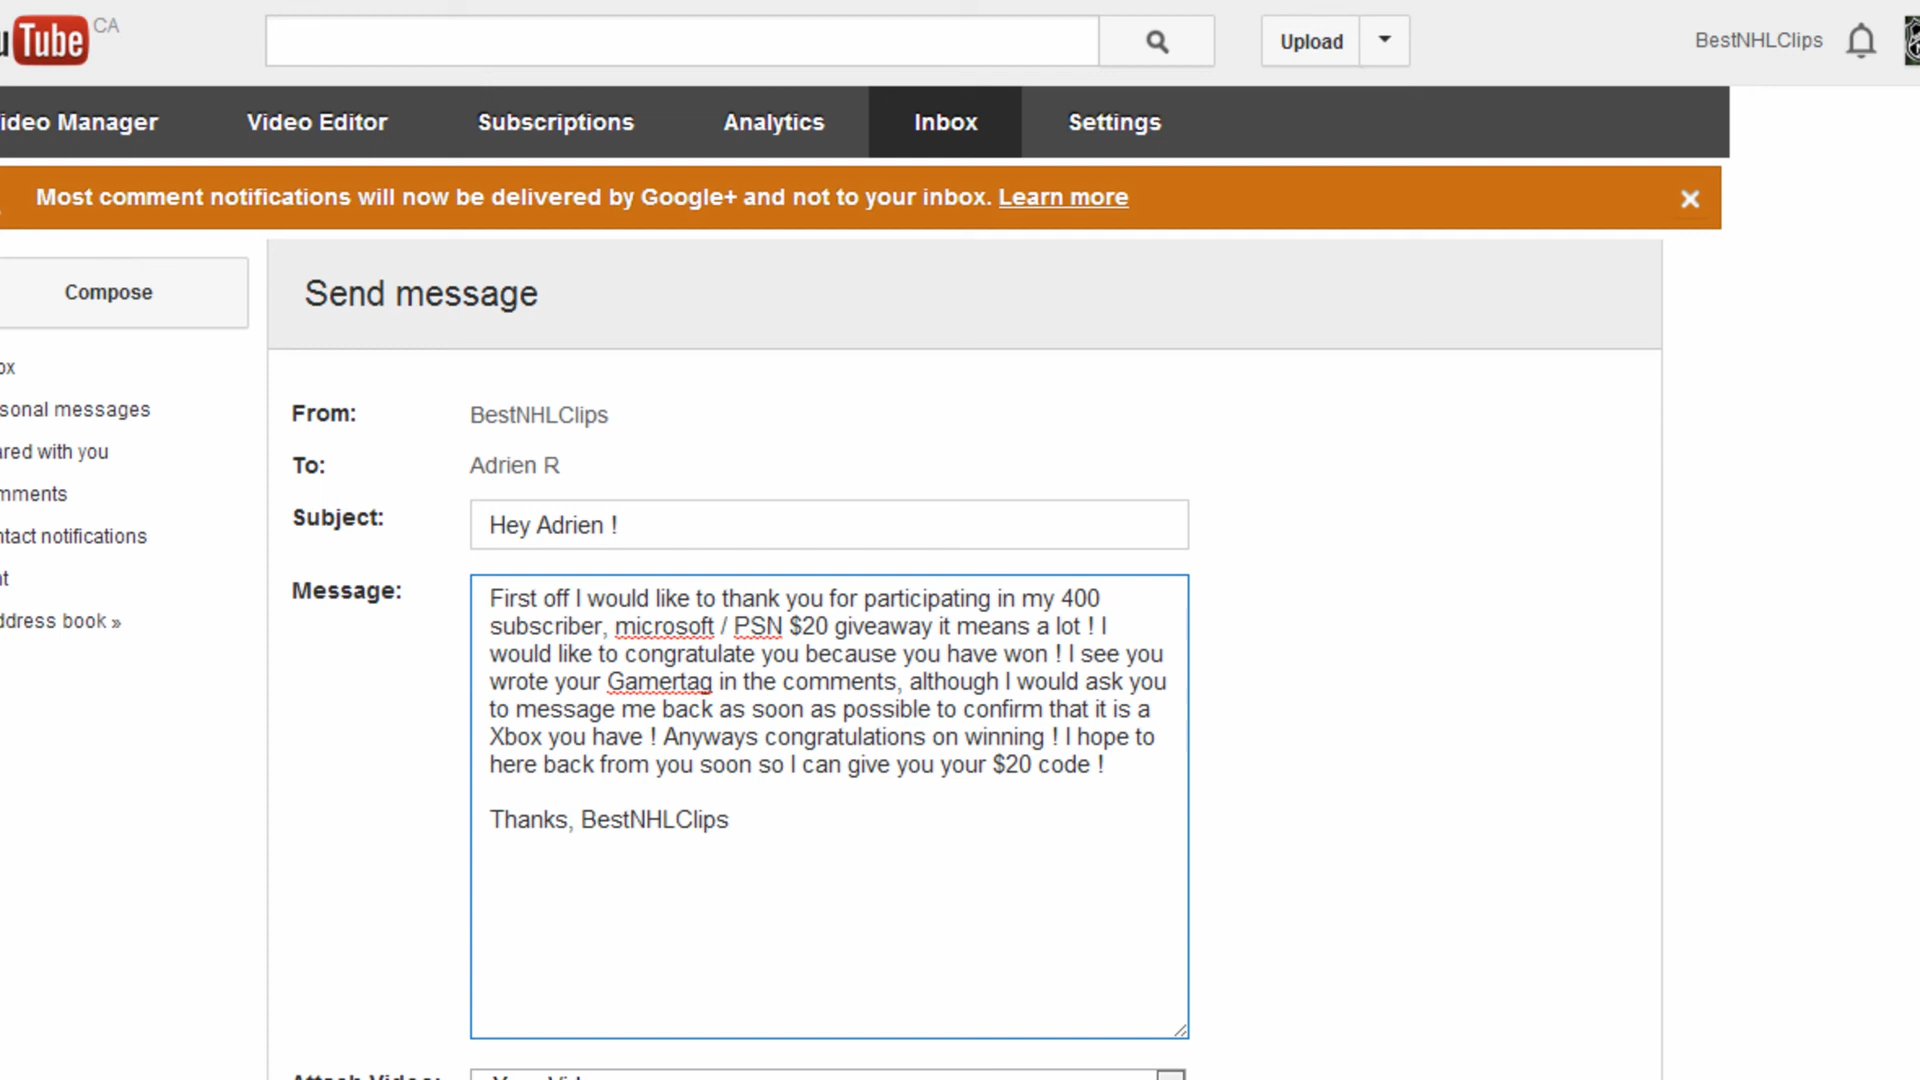 Tube CA
Upload
BestNHLClips
ideo Manager
Video Editor
Subscriptions
Analytics
Inbox
Settings
Most comment notifications will now be delivered by Google+ and not to your inbox. Learn more
Compose
ox
sonal messages
ared with you
mments
ntact notifications
nt
ddress book »
Send message
From: BestNHLClips
To: Adrien R
Subject: Hey Adrien !
Message:
First off I would like to thank you for participating in my 400
subscriber, microsoft / PSN $20 giveaway it means a lot ! I
would like to congratulate you because you have won ! I see you
wrote your Gamertag in the comments, although I would ask you
to message me back as soon as possible to confirm that it is a
Xbox you have ! Anyways congratulations on winning ! I hope to
here back from you soon so I can give you your $20 code !
Thanks, BestNHLClips
Attach Video: